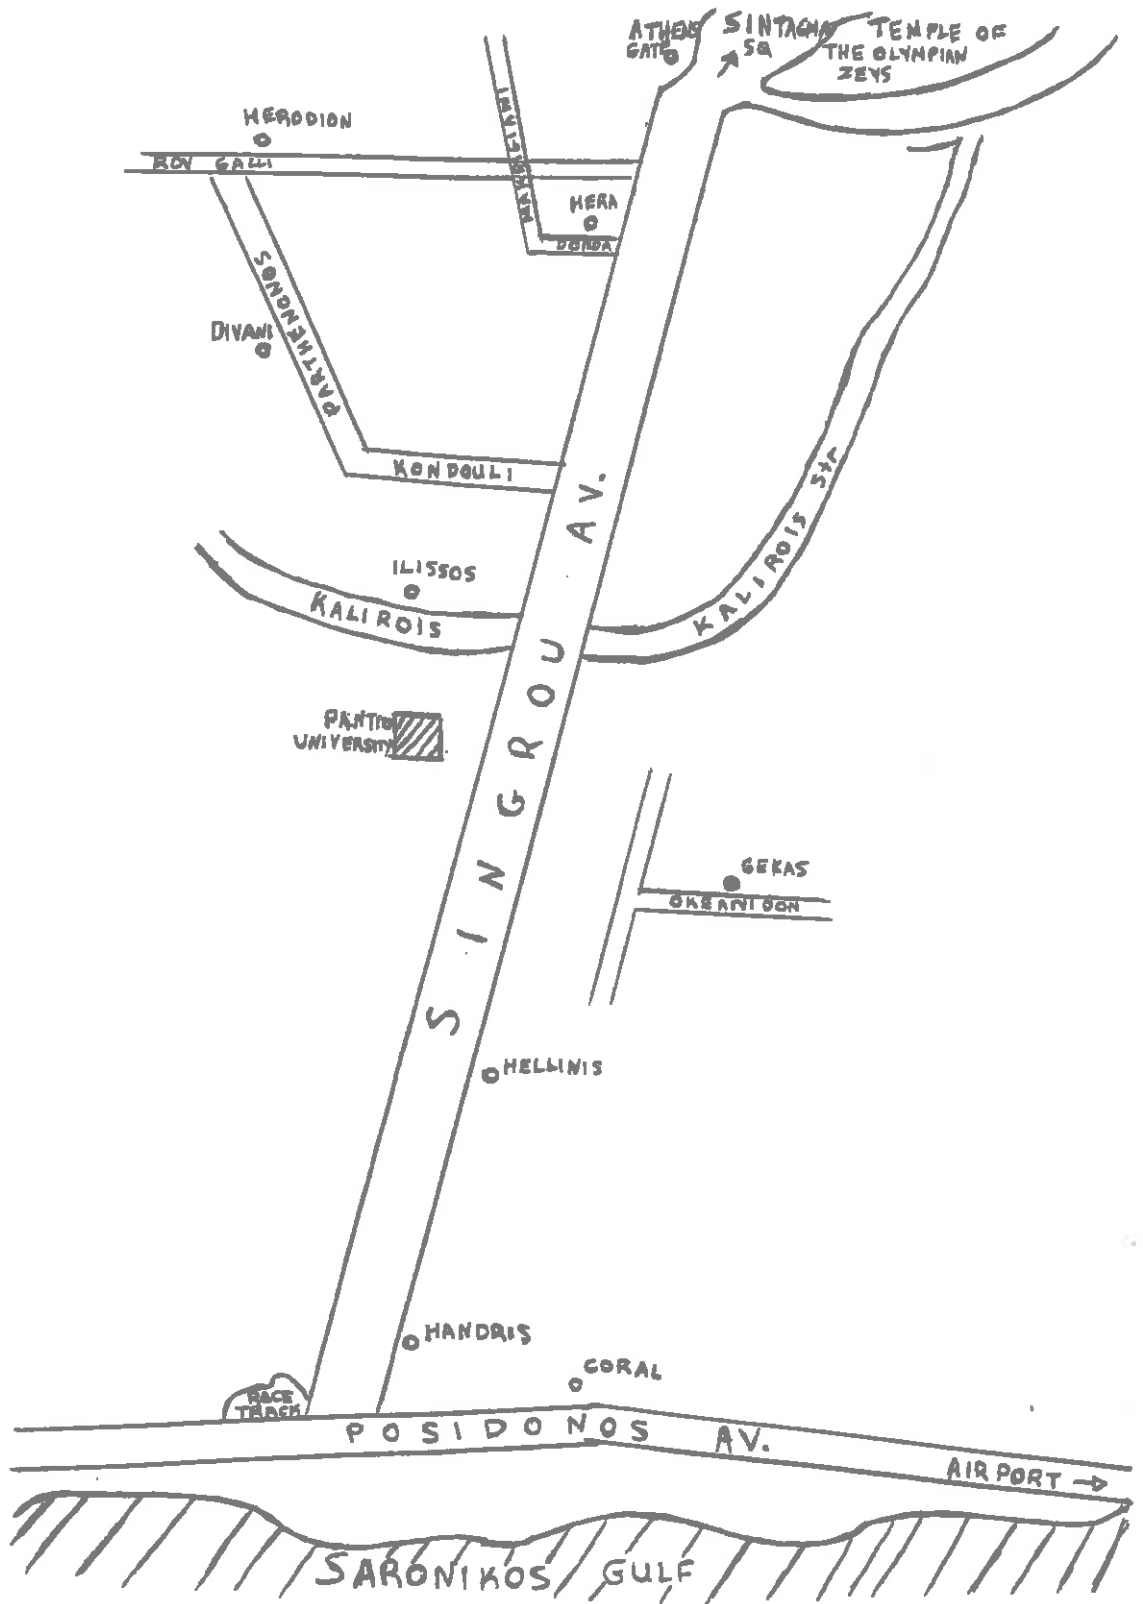 ATHENS
GATE
SINTAGMA
SQ
TEMPLE OF
THE OLYMPIAN
ZEYS
HERODION
ROV GALLI
HERA
PARTHENONOS
DIVANI
KONDOULI
SINGROU AV.
ILISSOS
KALIROIS
KALIROIS Str
UNIVERSITY
GEKAS
OKEANIDON
HELLINIS
HANDRIS
CORAL
RACE
TRACK
POSIDONOS AV.
AIRPORT →
SARONIKOS GULF